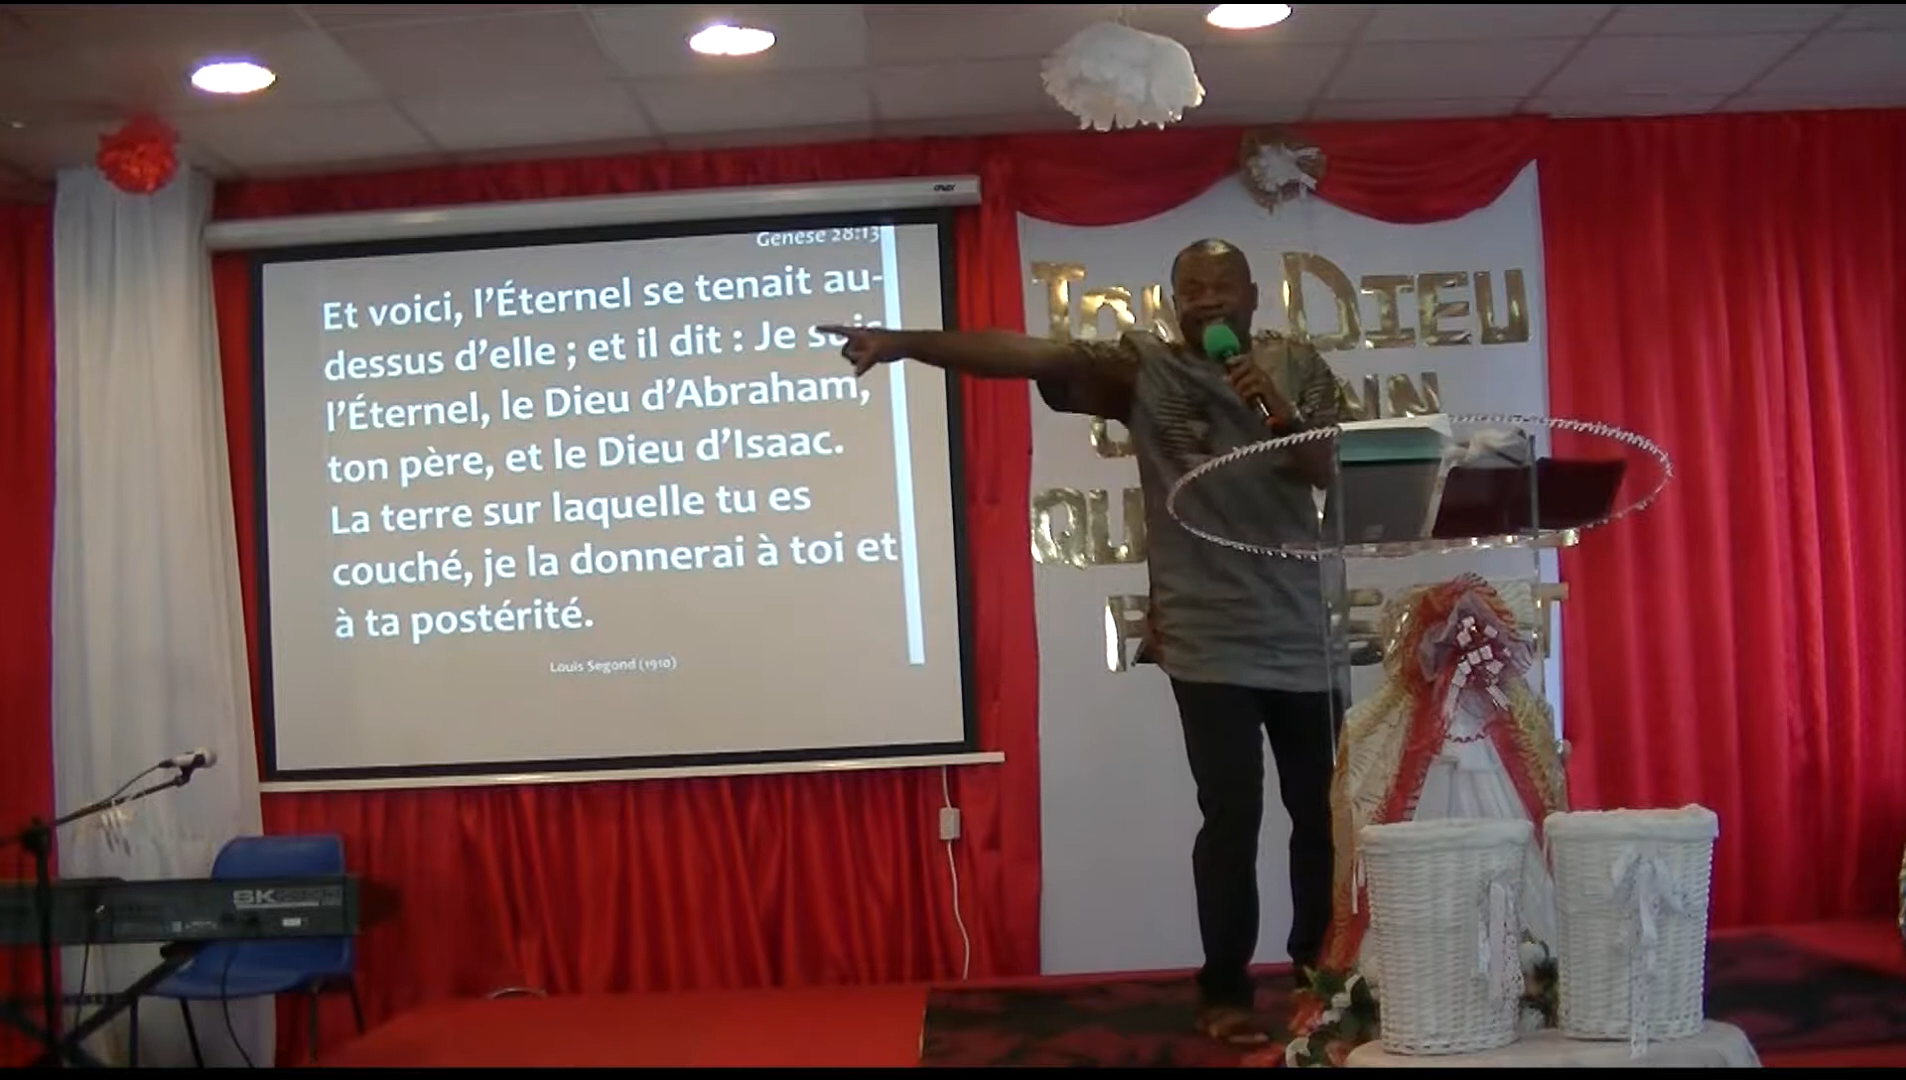 Genèse 28:13
Et voici, l’Éternel se tenait au-
dessus d’elle ; et il dit : Je suis
l’Éternel, le Dieu d’Abraham,
ton père, et le Dieu d’Isaac.
La terre sur laquelle tu es
couché, je la donnerai à toi et
à ta postérité.
Louis Segond (1910)
DIEU